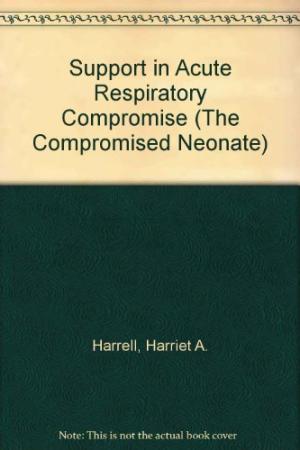 Support in Acute
Respiratory
Compromise (The
Compromised Neonate)
Harrell, Harriet A.
Note: This is not the actual book cover